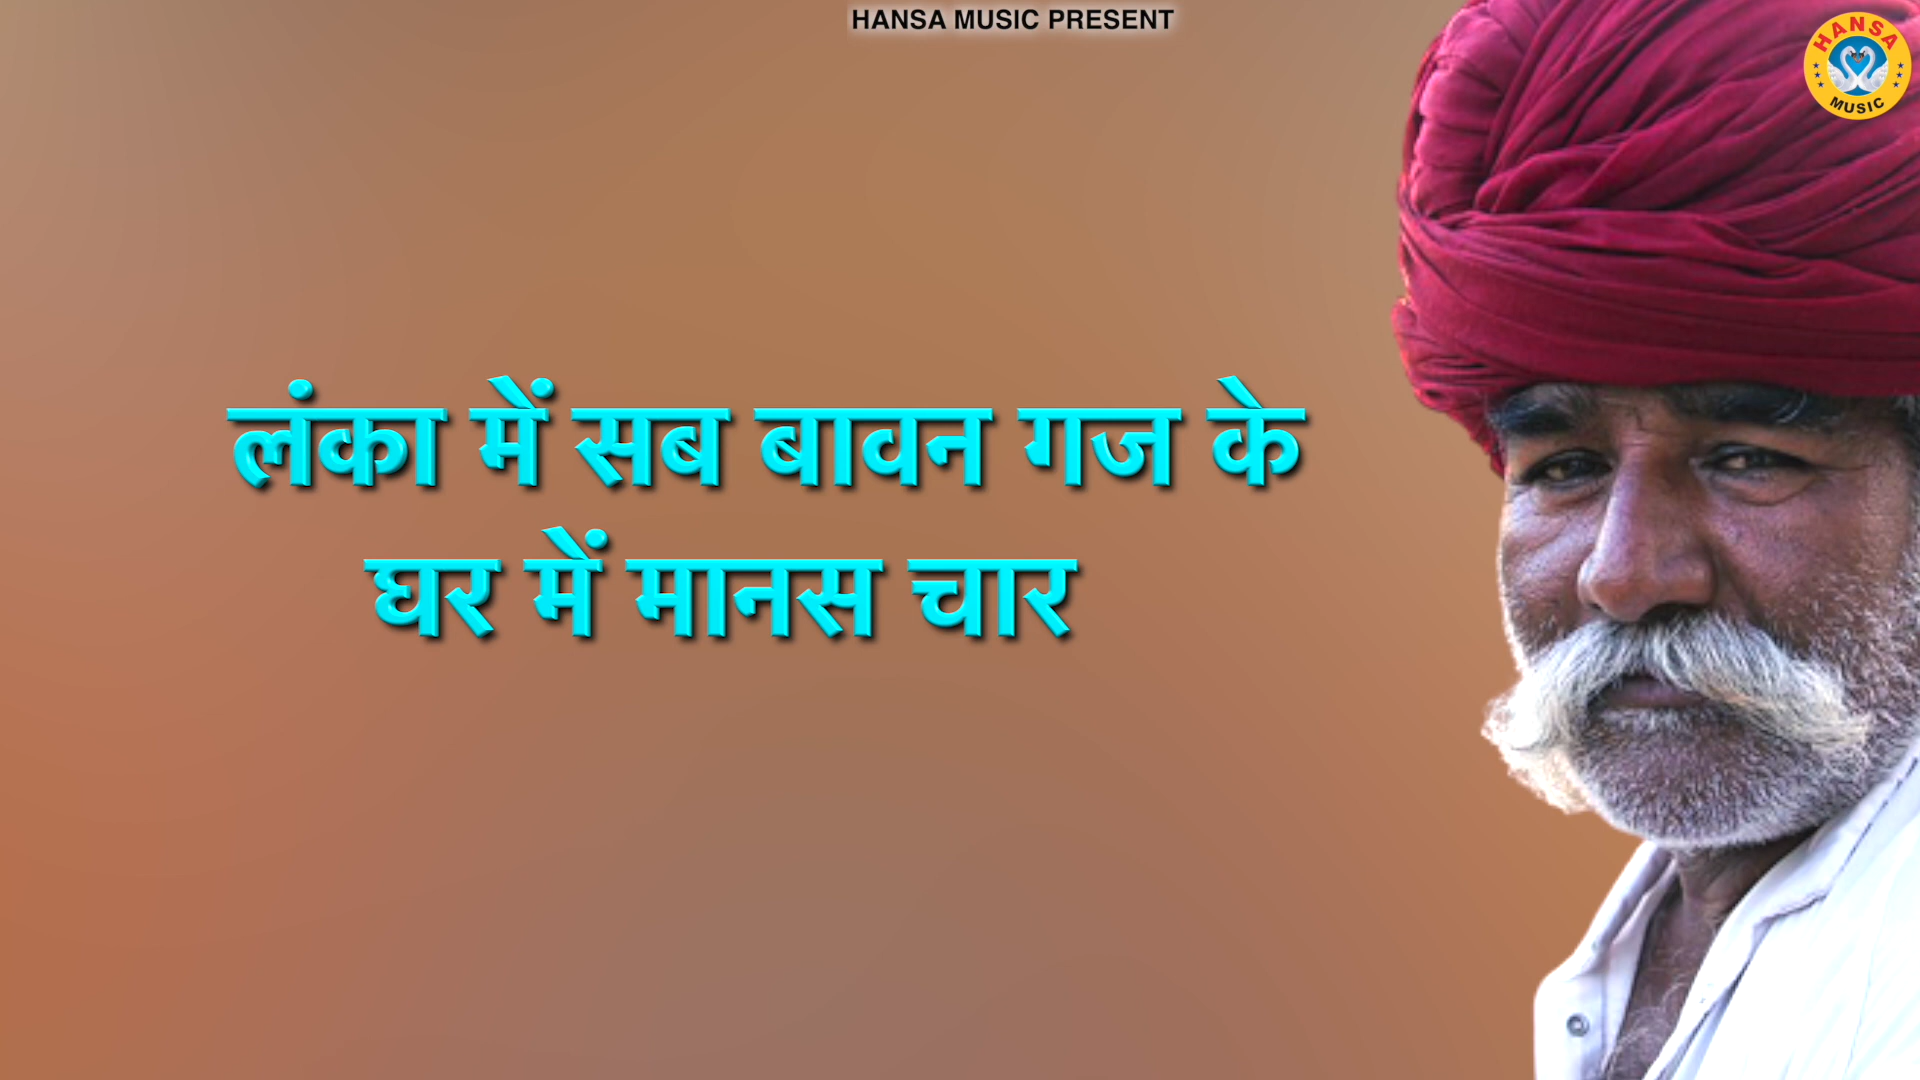 HANSA MUSIC PRESENT
HANSA
MUSIC
लंका में सब बावन गज के
घर में मानस चार